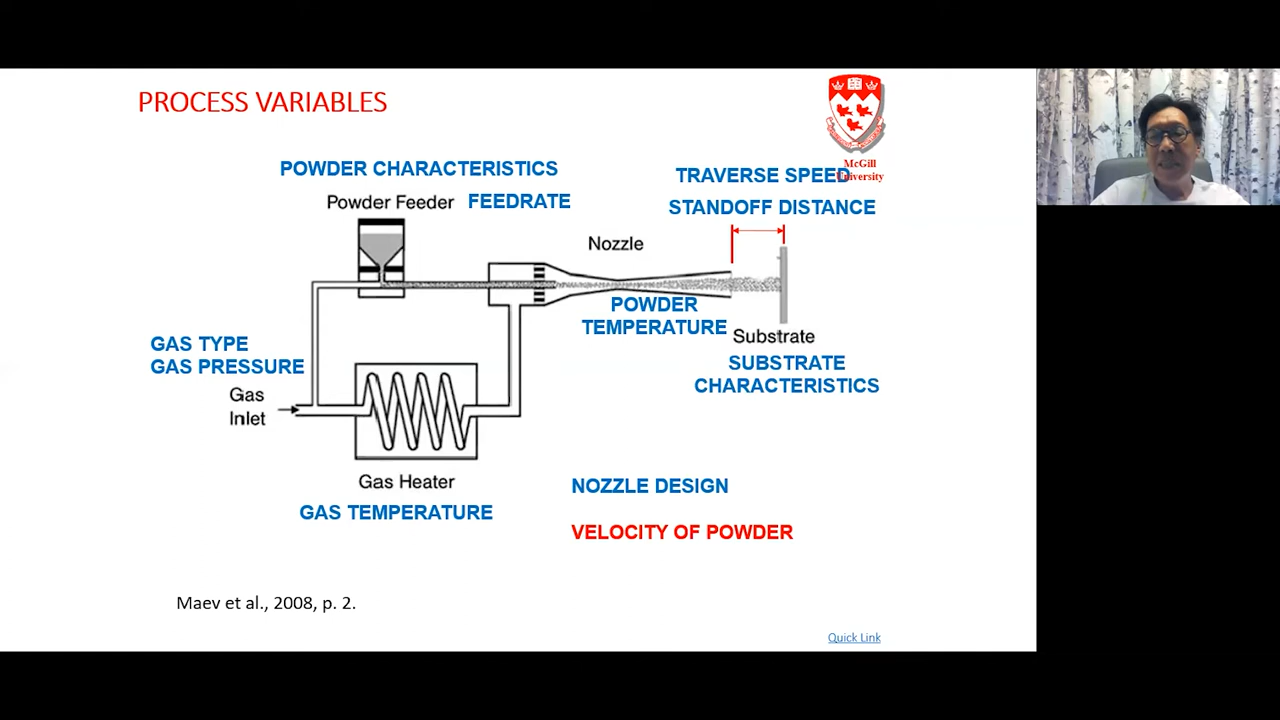 PROCESS VARIABLES
McGill
University
POWDER CHARACTERISTICS
TRAVERSE SPEED
Powder Feeder
FEEDRATE
STANDOFF DISTANCE
Nozzle
POWDER
TEMPERATURE
Substrate
GAS TYPE
GAS PRESSURE
SUBSTRATE
CHARACTERISTICS
Gas
Inlet
Gas Heater
NOZZLE DESIGN
GAS TEMPERATURE
VELOCITY OF POWDER
Maev et al., 2008, p. 2.
Quick Link